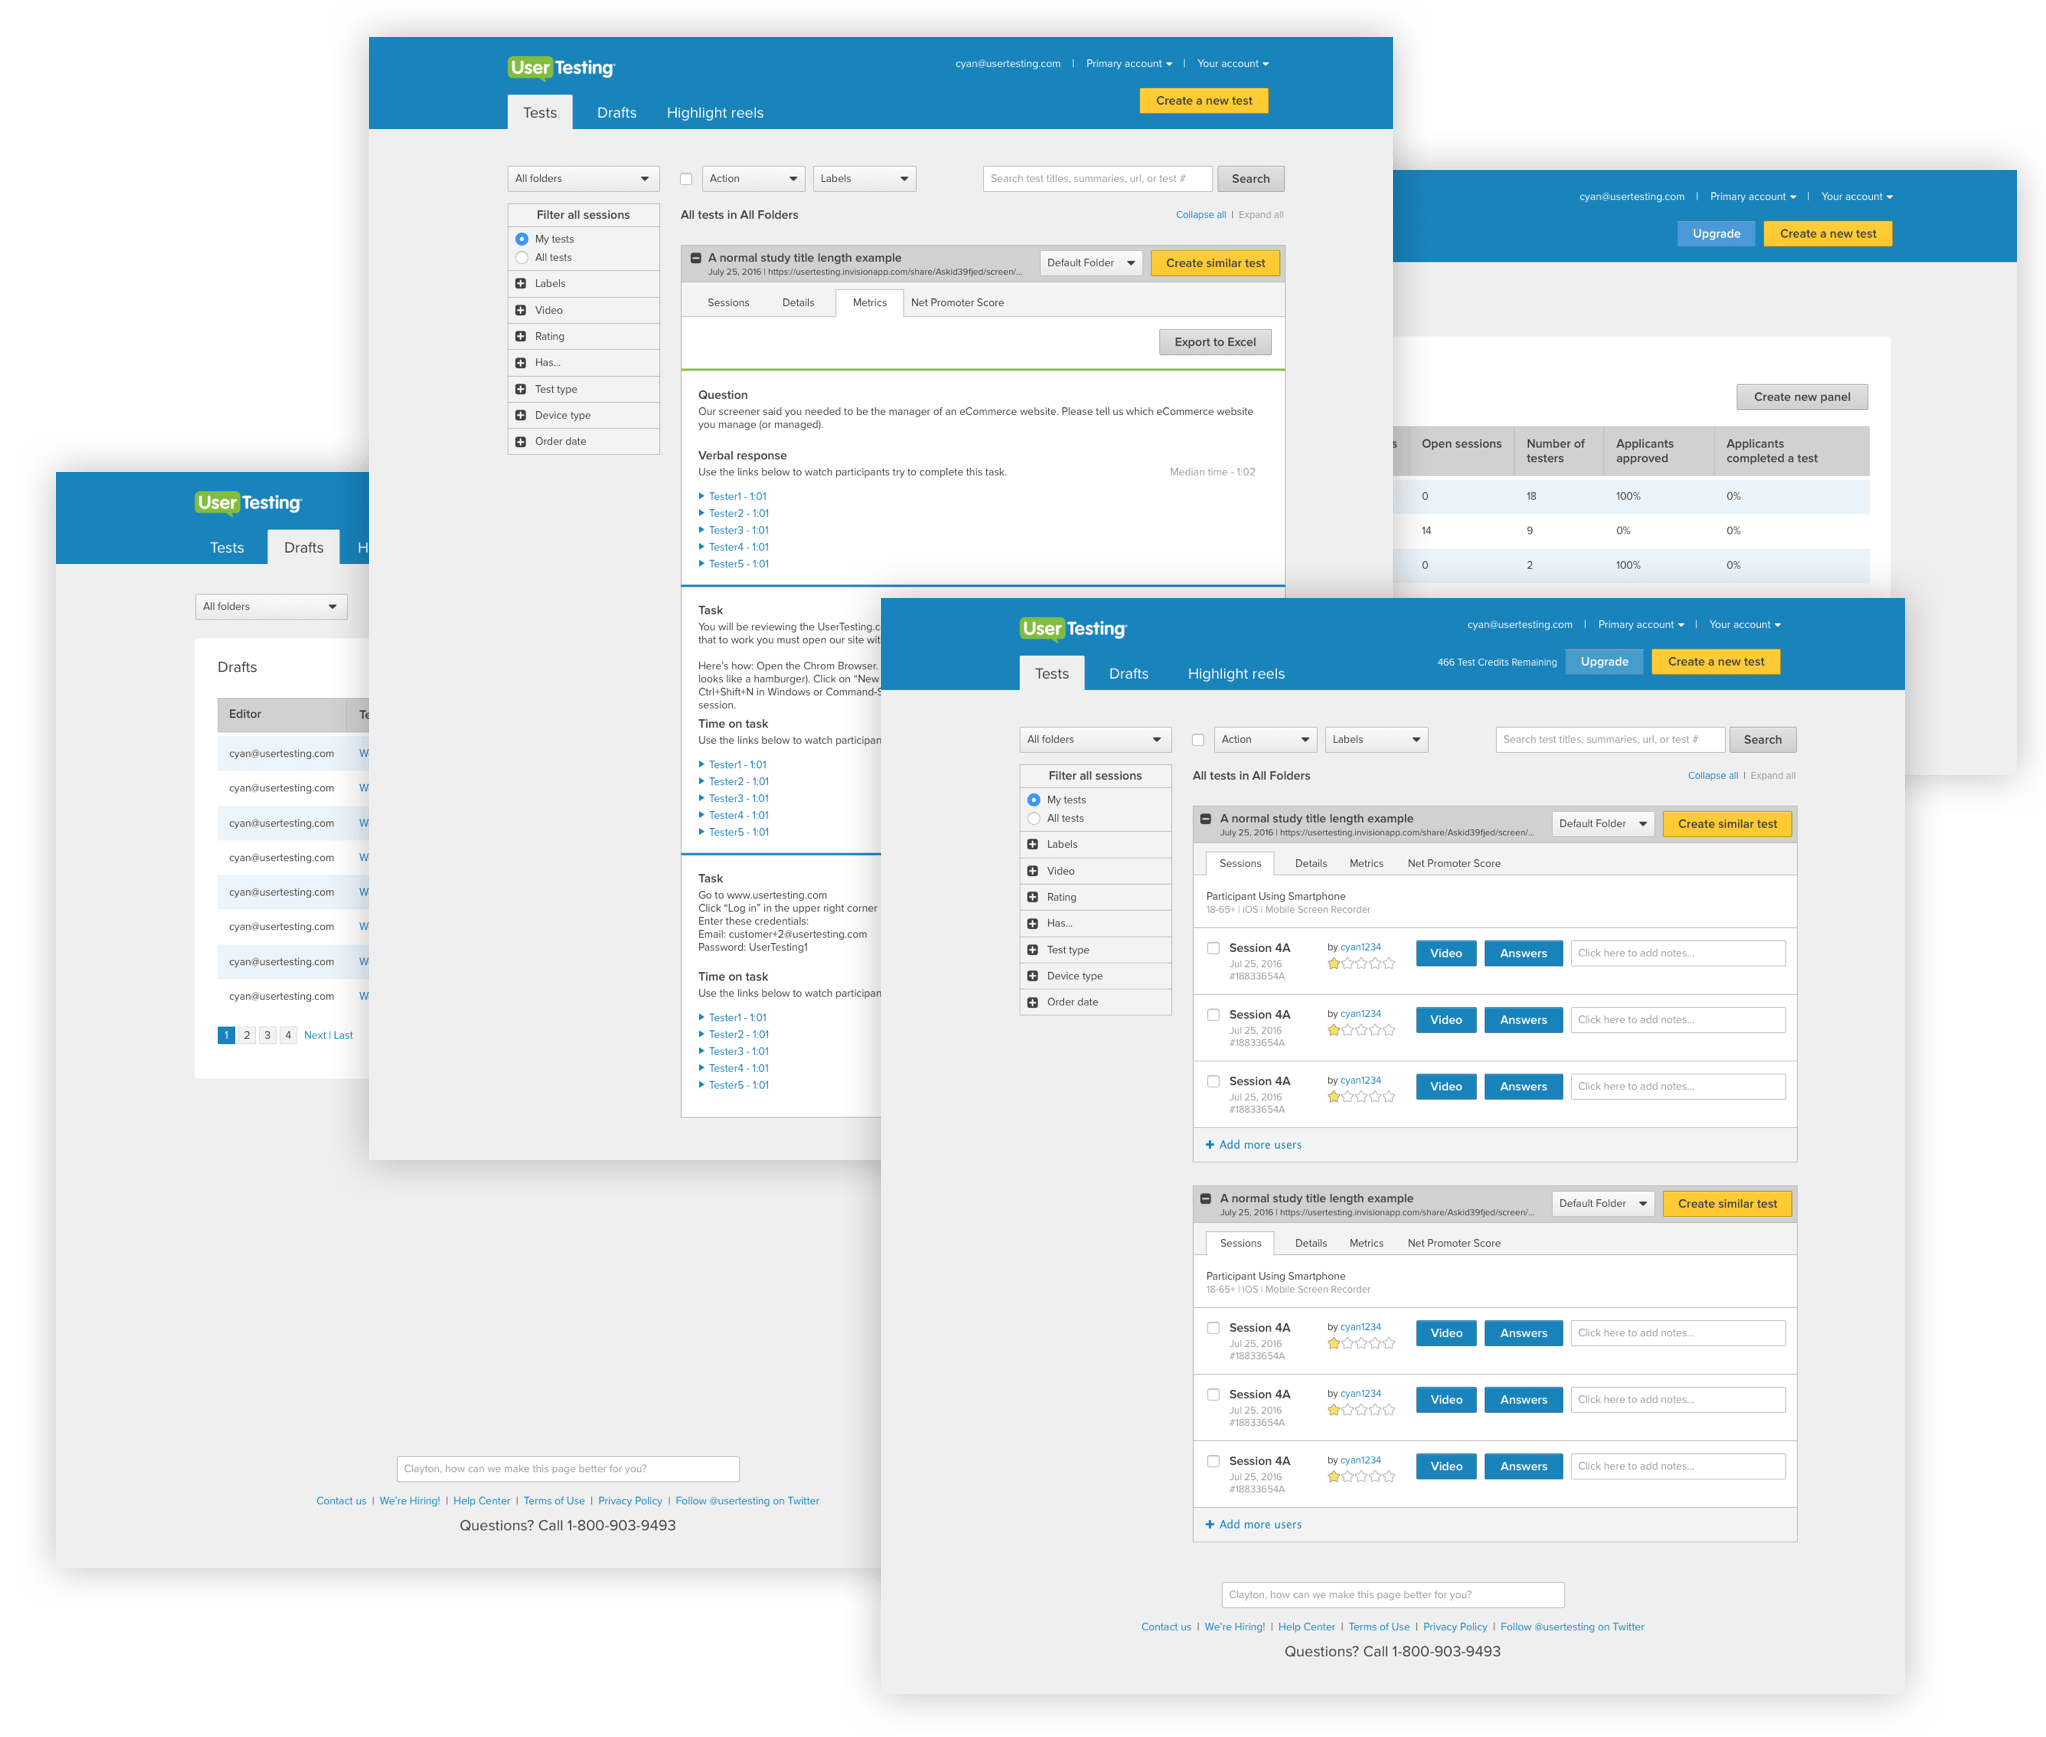 UserTesting
cyan@usertesting.com | Primary account | Your account
Create a new test
Tests Drafts Highlight reels
All folders Action Labels Search test titles, summaries, url, or test # Search
Filter all sessions
My tests
All tests
Labels
Video
Rating
Has...
Test type
Device type
Order date
All tests in All Folders Collapse all | Expand all
A normal study title length example
July 25, 2016 | https://usertesting.invisionapp.com/share/Askid39fjed/screen/...
Default Folder Create similar test
Sessions Details Metrics Net Promoter Score
Export to Excel
Question
Our screener said you needed to be the manager of an eCommerce website. Please tell us which eCommerce website
you manage (or managed).
Verbal response
Use the links below to watch participants try to complete this task. Median time - 1:02
Tester1 - 1:01
Tester2 - 1:01
Tester3 - 1:01
Tester4 - 1:01
Tester5 - 1:01
Task
You will be reviewing the UserTesting.c
that to work you must open our site wit
Here's how: Open the Chrom Browser.
looks like a hamburger). Click on "New
Ctrl+Shift+N in Windows or Command-S
session.
Time on task
Use the links below to watch participan
Tester1 - 1:01
Tester2 - 1:01
Tester3 - 1:01
Tester4 - 1:01
Tester5 - 1:01
Task
Go to www.usertesting.com
Click "Log in" in the upper right corner
Enter these credentials:
Email: customer+2@usertesting.com
Password: UserTesting1
Time on task
Use the links below to watch participan
Tester1 - 1:01
Tester2 - 1:01
Tester3 - 1:01
Tester4 - 1:01
Tester5 - 1:01
cyan@usertesting.com | Primary account | Your account
Upgrade Create a new test
Create new panel
s Open sessions Number of testers Applicants approved Applicants completed a test
0 18 100% 0%
14 9 0% 0%
0 2 100% 0%
UserTesting
Tests Drafts H
All folders
Drafts
Editor Te
cyan@usertesting.com W
cyan@usertesting.com W
cyan@usertesting.com W
cyan@usertesting.com W
cyan@usertesting.com W
cyan@usertesting.com W
cyan@usertesting.com W
cyan@usertesting.com W
1 2 3 4 Next | Last
Clayton, how can we make this page better for you?
Contact us | We're Hiring! | Help Center | Terms of Use | Privacy Policy | Follow @usertesting on Twitter
Questions? Call 1-800-903-9493
UserTesting
cyan@usertesting.com | Primary account | Your account
466 Test Credits Remaining Upgrade Create a new test
Tests Drafts Highlight reels
All folders Action Labels Search test titles, summaries, url, or test # Search
Filter all sessions
My tests
All tests
Labels
Video
Rating
Has...
Test type
Device type
Order date
All tests in All Folders Collapse all | Expand all
A normal study title length example
July 25, 2016 | https://usertesting.invisionapp.com/share/Askid39fjed/screen/...
Default Folder Create similar test
Sessions Details Metrics Net Promoter Score
Participant Using Smartphone
18-65+ | iOS | Mobile Screen Recorder
Session 4A by cyan1234 Video Answers Click here to add notes...
Jul 25, 2016
#18833654A
Session 4A by cyan1234 Video Answers Click here to add notes...
Jul 25, 2016
#18833654A
Session 4A by cyan1234 Video Answers Click here to add notes...
Jul 25, 2016
#18833654A
+ Add more users
A normal study title length example
July 25, 2016 | https://usertesting.invisionapp.com/share/Askid39fjed/screen/...
Default Folder Create similar test
Sessions Details Metrics Net Promoter Score
Participant Using Smartphone
18-65+ | iOS | Mobile Screen Recorder
Session 4A by cyan1234 Video Answers Click here to add notes...
Jul 25, 2016
#18833654A
Session 4A by cyan1234 Video Answers Click here to add notes...
Jul 25, 2016
#18833654A
Session 4A by cyan1234 Video Answers Click here to add notes...
Jul 25, 2016
#18833654A
+ Add more users
Clayton, how can we make this page better for you?
Contact us | We're Hiring! | Help Center | Terms of Use | Privacy Policy | Follow @usertesting on Twitter
Questions? Call 1-800-903-9493